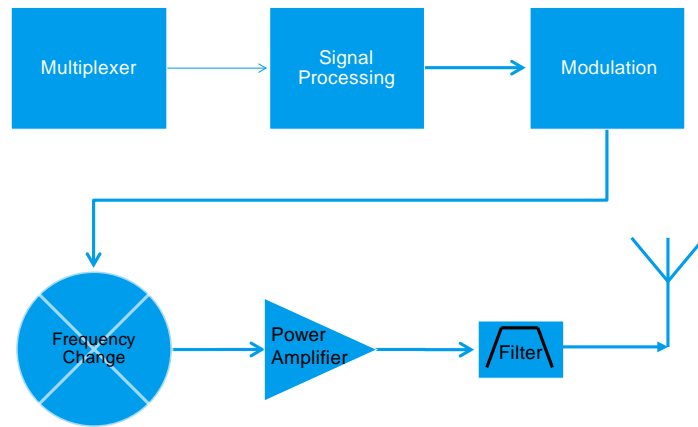 Multiplexer
Signal
Processing
Modulation
Frequency
Change
Power
Amplifier
Filter